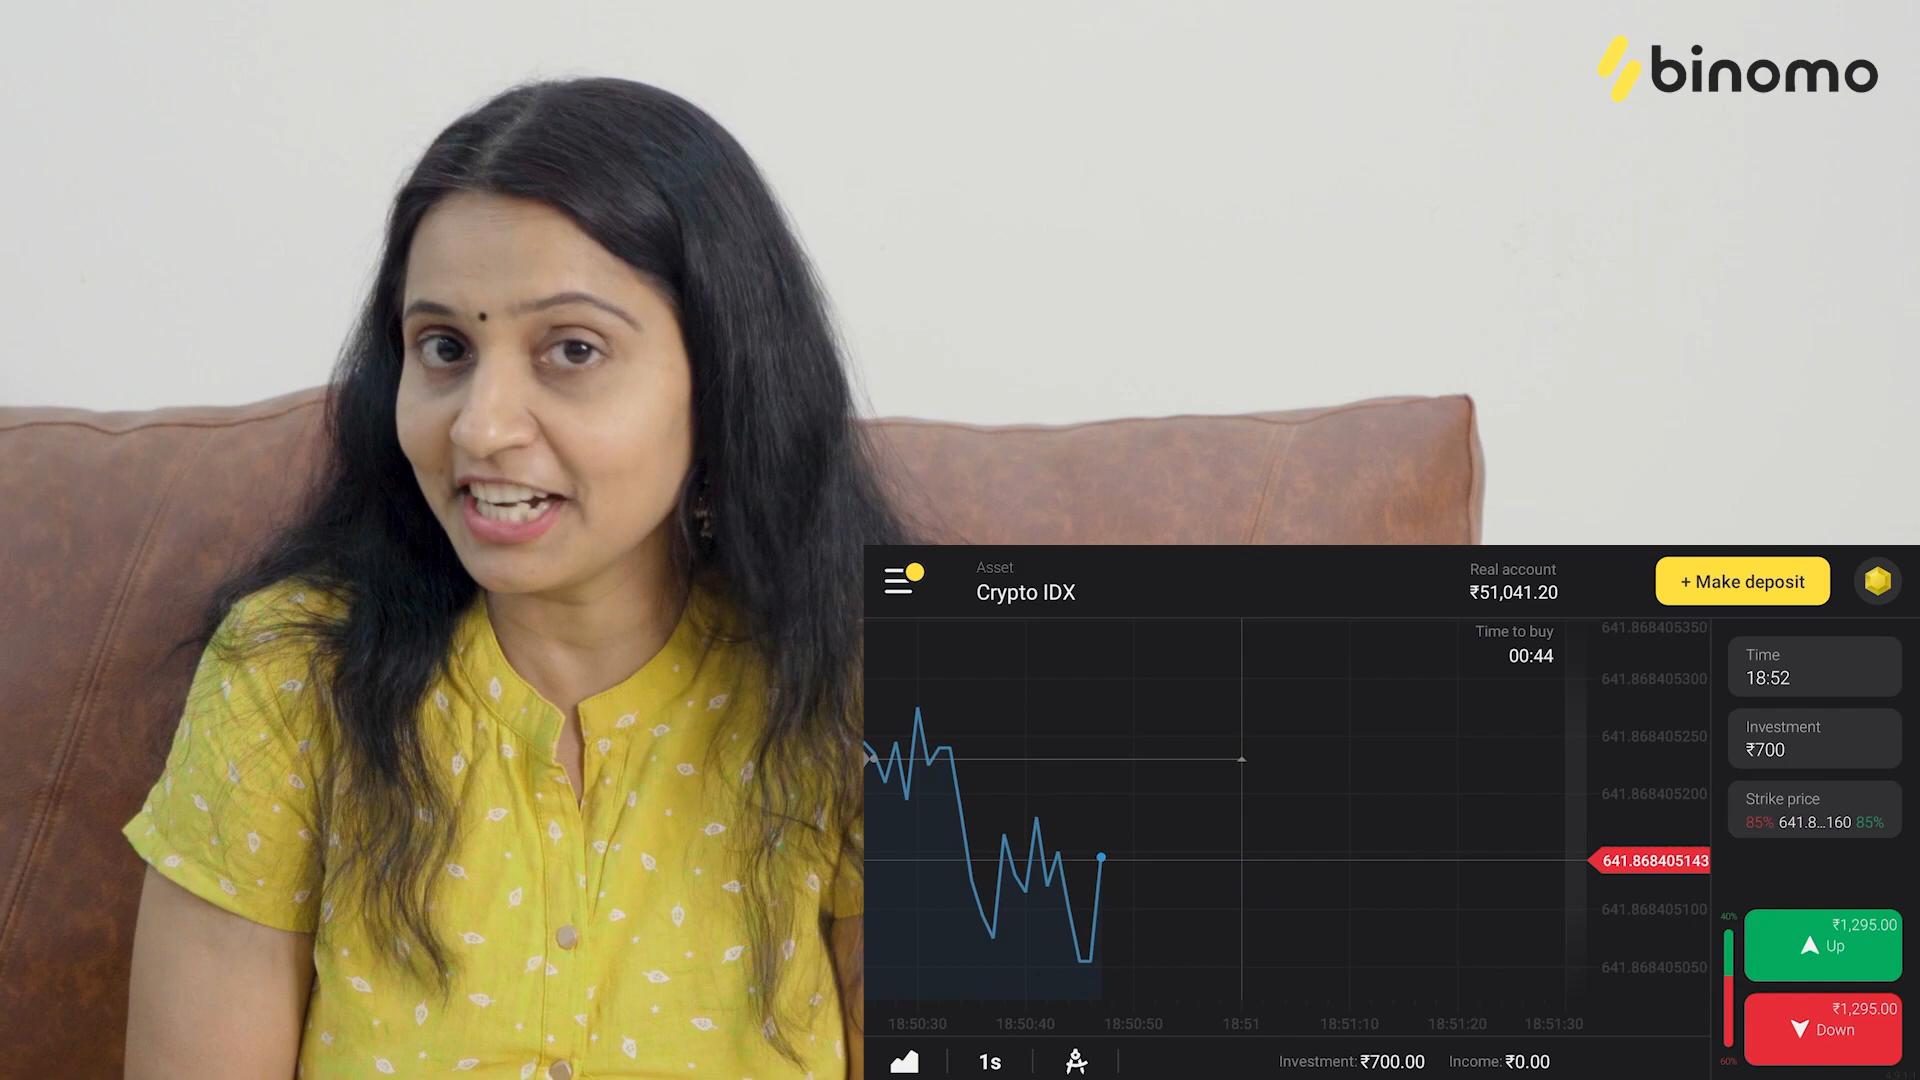 binomo
Asset
Crypto IDX
Real account
₹51,041.20
+ Make deposit
Time to buy
00:44
641.868405350
641.868405300
641.868405250
641.868405200
641.868405143
641.868405100
641.868405050
Time
18:52
Investment
₹700
Strike price
85% 641.8...160 85%
40%
₹1,295.00
Up
₹1,295.00
Down
60%
18:50:30 18:50:40 18:50:50 18:51 18:51:10 18:51:20 18:51:30
1s
Investment: ₹700.00 Income: ₹0.00